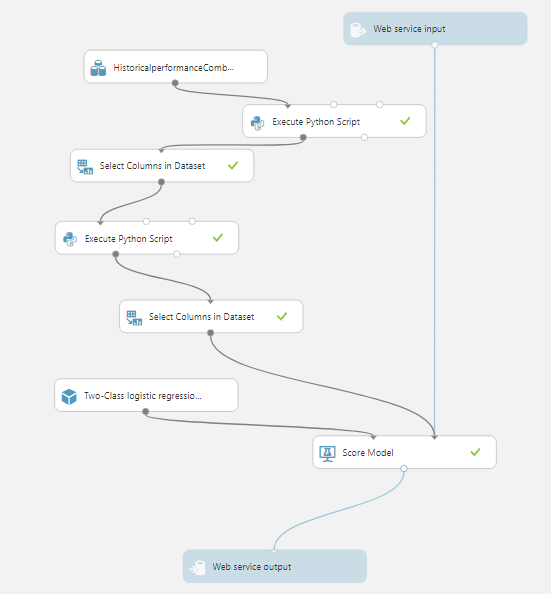 Web service input
HistoricalperformanceComb...
Execute Python Script
Select Columns in Dataset
Execute Python Script
Select Columns in Dataset
Two-Class logistic regressio...
Score Model
Web service output